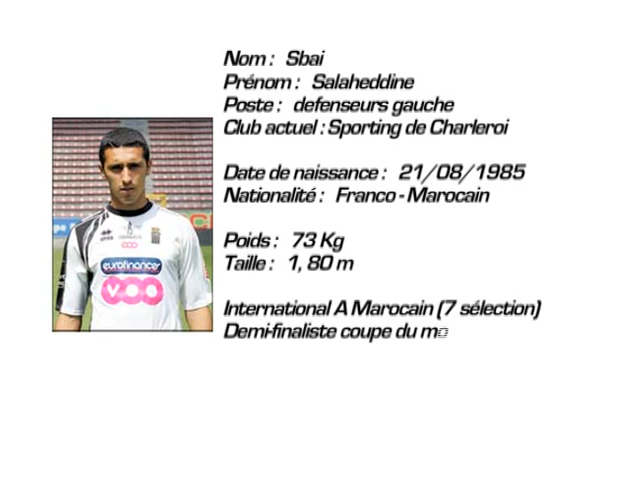 Nom : Sbai
Prénom : Salaheddine
Poste : defenseurs gauche
Club actuel : Sporting de Charleroi
Date de naissance : 21/08/1985
Nationalité : Franco - Marocain
Poids : 73 Kg
Taille : 1, 80 m
International A Marocain (7 sélection)
Demi-finaliste coupe du
eurofinance
VOO